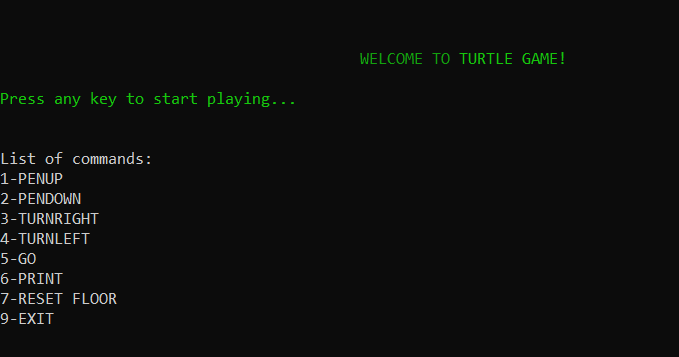 WELCOME TO TURTLE GAME!
Press any key to start playing...
List of commands:
1-PENUP
2-PENDOWN
3-TURNRIGHT
4-TURNLEFT
5-GO
6-PRINT
7-RESET FLOOR
9-EXIT